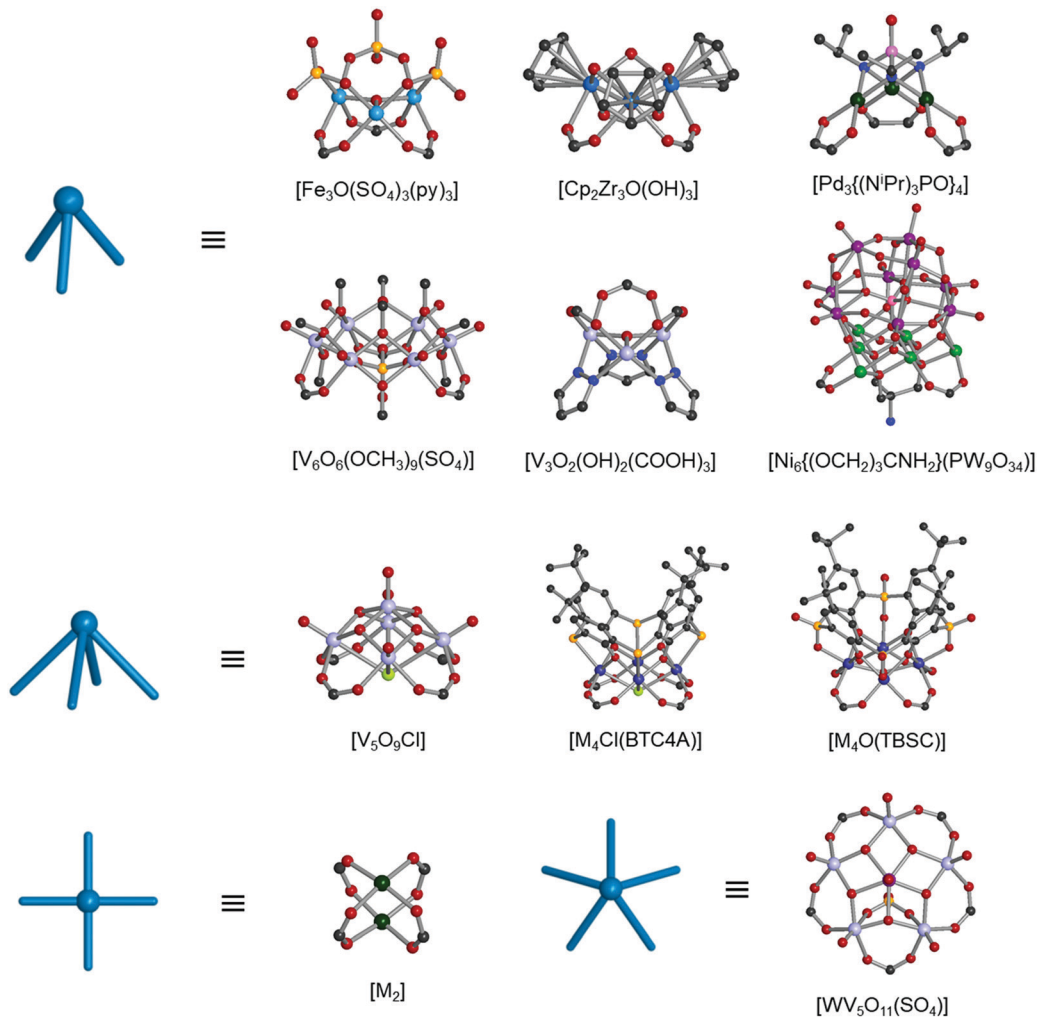 [Fe₃O(SO₄)₃(py)₃]
[Cp₂Zr₃O(OH)₃]
[Pd₃{(NⁱPr)₃PO}₄]
≡
[V₆O₆(OCH₃)₉(SO₄)]
[V₃O₂(OH)₂(COOH)₃]
[Ni₆{(OCH₂)₃CNH₂}(PW₉O₃₄)]
≡
[V₅O₉Cl]
[M₄Cl(BTC4A)]
[M₄O(TBSC)]
≡
[M₂]
≡
[WV₅O₁₁(SO₄)]